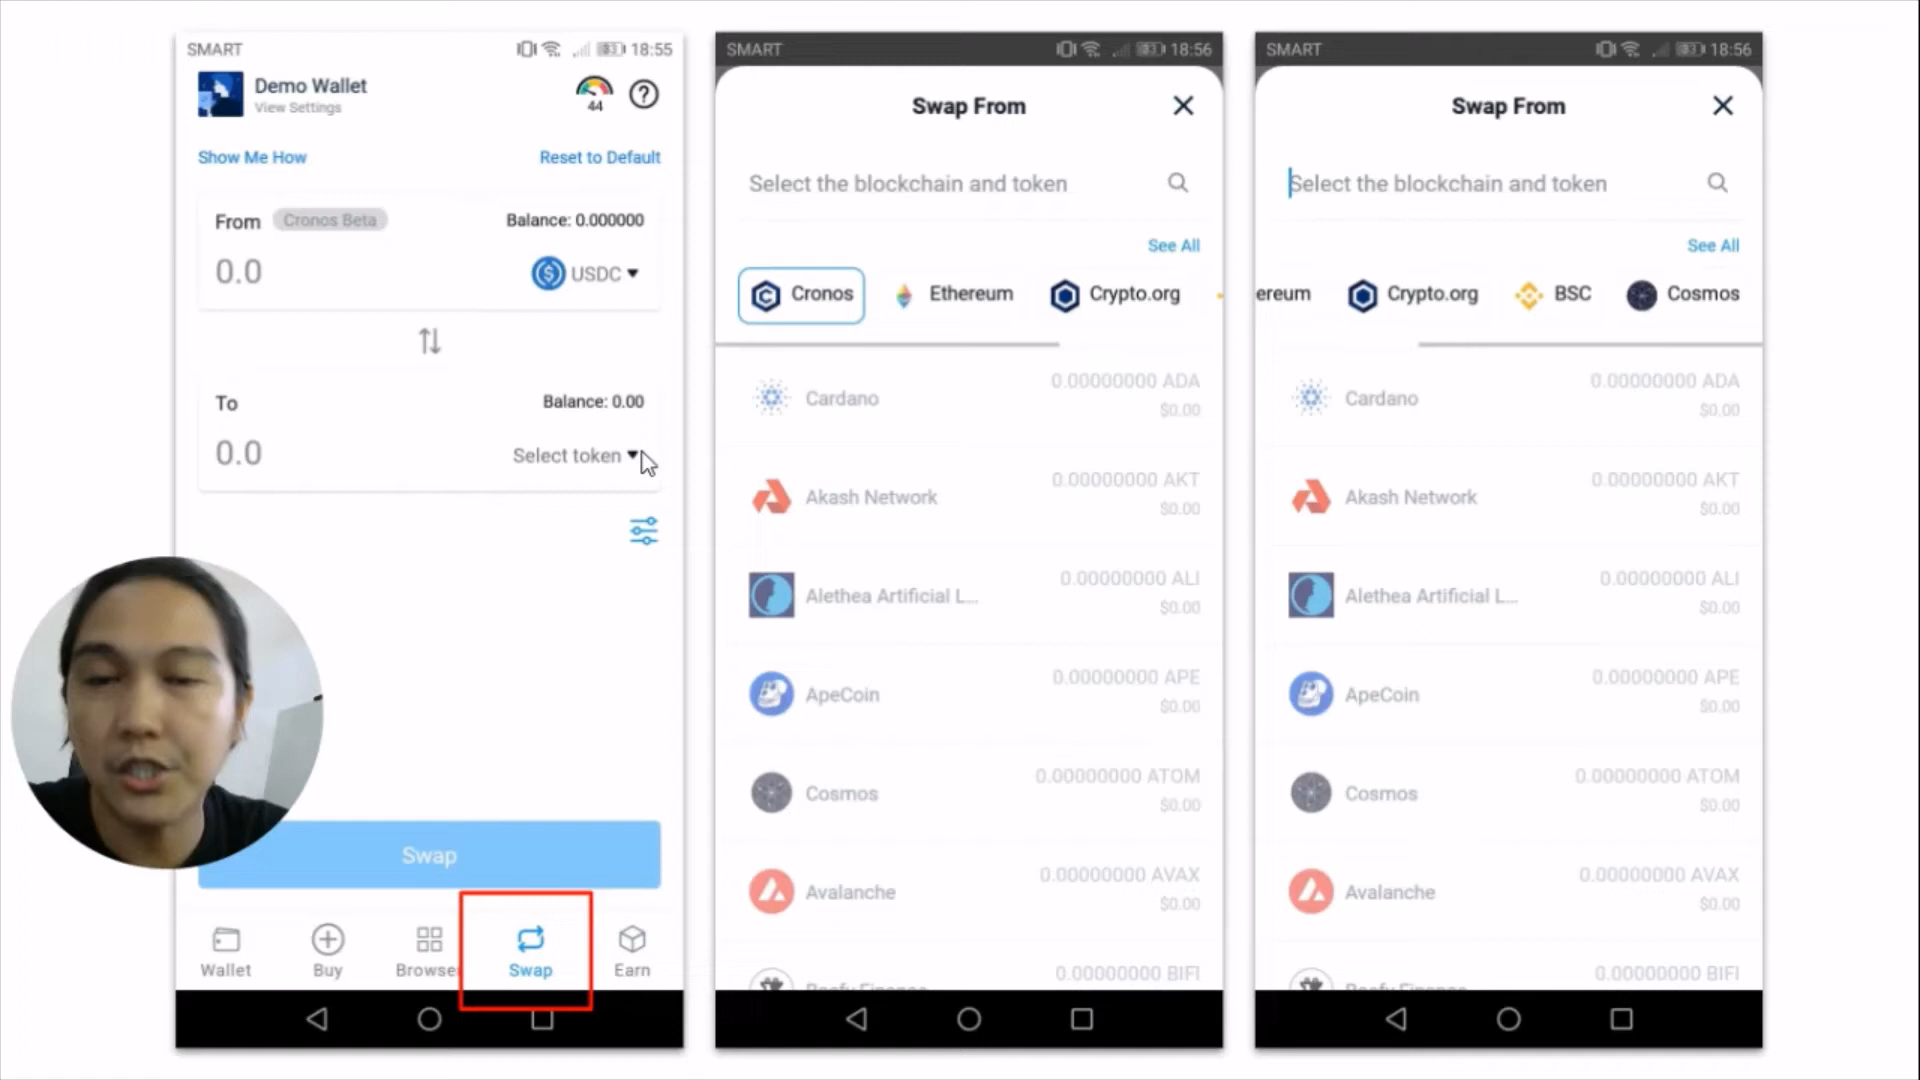 SMART
18:55
Demo Wallet
View Settings
44
?
Show Me How
Reset to Default
From
Cronos Beta
Balance: 0.000000
0.0
USDC
To
Balance: 0.00
0.0
Select token
Swap
Wallet
Buy
Browse
Swap
Earn
SMART
18:56
Swap From
Select the blockchain and token
See All
Cronos
Ethereum
Crypto.org
Cardano
0.00000000 ADA
$0.00
Akash Network
0.00000000 AKT
$0.00
Alethea Artificial L...
0.00000000 ALI
$0.00
ApeCoin
0.00000000 APE
$0.00
Cosmos
0.00000000 ATOM
$0.00
Avalanche
0.00000000 AVAX
$0.00
0.00000000 BIFI
SMART
18:56
Swap From
Select the blockchain and token
See All
ereum
Crypto.org
BSC
Cosmos
Cardano
0.00000000 ADA
$0.00
Akash Network
0.00000000 AKT
$0.00
Alethea Artificial L...
0.00000000 ALI
$0.00
ApeCoin
0.00000000 APE
$0.00
Cosmos
0.00000000 ATOM
$0.00
Avalanche
0.00000000 AVAX
$0.00
0.00000000 BIFI